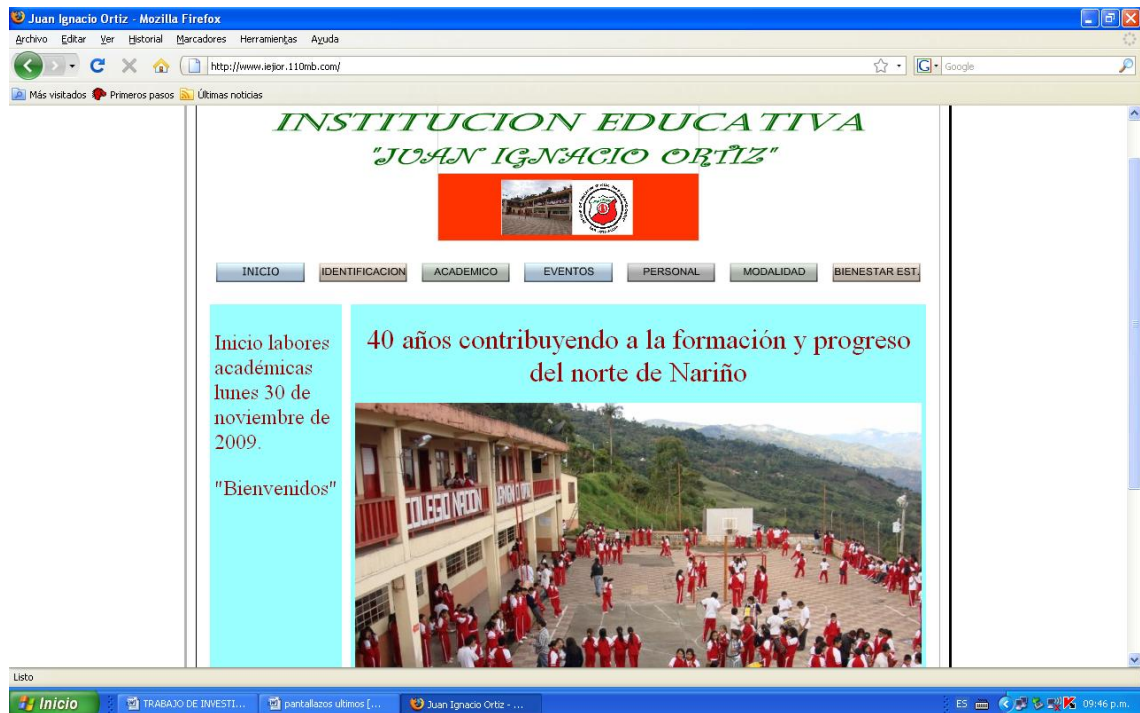 Juan Ignacio Ortiz - Mozilla Firefox
Archivo Editar Ver Historial Marcadores Herramientas Ayuda
http://www.iejior.110mb.com/
G Google
Más visitados Primeros pasos Últimas noticias
INSTITUCION EDUCATIVA
"JUAN IGNACIO ORTIZ"
INICIO IDENTIFICACION ACADEMICO EVENTOS PERSONAL MODALIDAD BIENESTAR EST.
Inicio labores
académicas
lunes 30 de
noviembre de
2009.
"Bienvenidos"
40 años contribuyendo a la formación y progreso
del norte de Nariño
COLEGIO NACION
Listo
Inicio TRABAJO DE INVESTI... pantallazos ultimos [... Juan Ignacio Ortiz - ... ES 09:46 p.m.